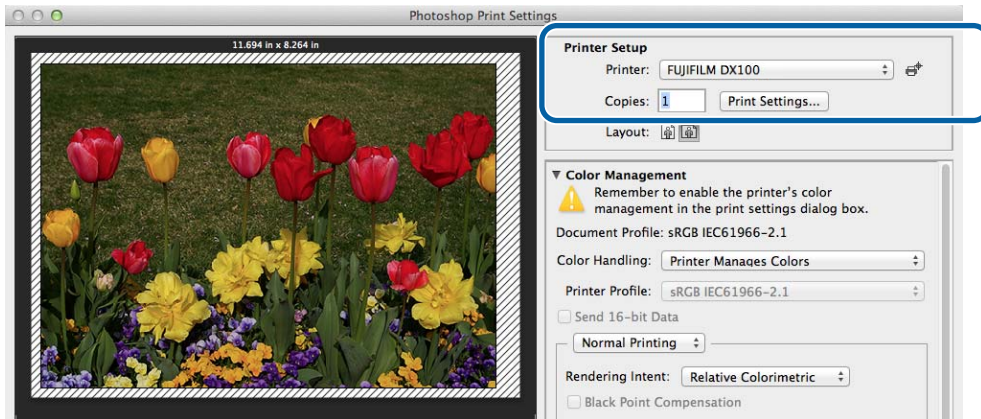 Photoshop Print Settings
11.694 in x 8.264 in
Printer Setup
Printer: FUJIFILM DX100
Copies: 1 Print Settings...
Layout:
Color Management
Remember to enable the printer's color
management in the print settings dialog box.
Document Profile: sRGB IEC61966-2.1
Color Handling: Printer Manages Colors
Printer Profile: sRGB IEC61966-2.1
Send 16-bit Data
Normal Printing
Rendering Intent: Relative Colorimetric
Black Point Compensation